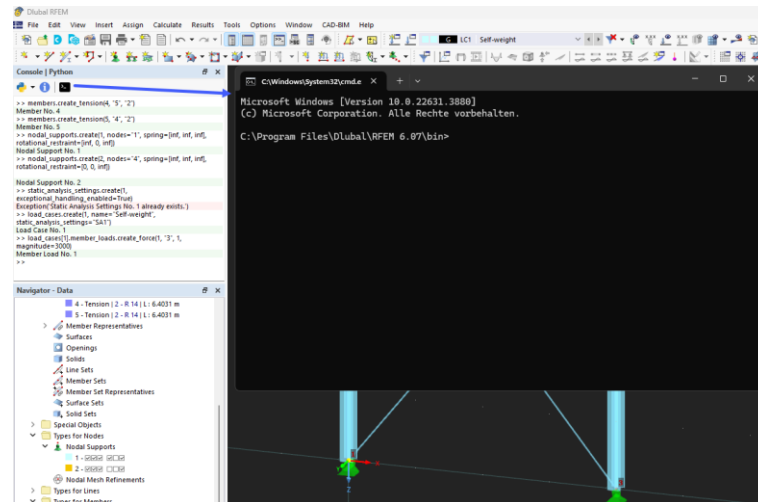 Dlubal RFEM
File Edit View Insert Assign Calculate Results Tools Options Window CAD-BIM Help
G LC1 Self-weight
Console | Python
>> members.create_tension(4, '5', '2')
Member No. 4
>> members.create_tension(5, '4', '2')
Member No. 5
>> nodal_supports.create(1, nodes="1", spring=[inf, inf, inf],
rotational_restraint=[inf, 0, inf])
Nodal Support No. 1
>> nodal_supports.create(2, nodes="4", spring=[inf, inf, inf],
rotational_restraint=[0, 0, inf])
Nodal Support No. 2
>> static_analysis_settings.create(1,
exceptional_handling_enabled=True)
Exception('Static Analysis Settings No. 1 already exists.')
>> load_cases.create(1, name="Self-weight",
static_analysis_settings="SA1")
Load Case No. 1
>> load_cases[1].member_loads.create_force(1, '3', 1,
magnitude=3000)
Member Load No. 1
>>
C:\Windows\System32\cmd.e
Microsoft Windows [Version 10.0.22631.3880]
(c) Microsoft Corporation. Alle Rechte vorbehalten.
C:\Program Files\Dlubal\RFEM 6.07\bin>
Navigator - Data
4 - Tension | 2 - R 14 | L : 6.4031 m
5 - Tension | 2 - R 14 | L : 6.4031 m
Member Representatives
Surfaces
Openings
Solids
Line Sets
Member Sets
Member Set Representatives
Surface Sets
Solid Sets
Special Objects
Types for Nodes
Nodal Supports
1 -
2 -
Nodal Mesh Refinements
Types for Lines
Types for Members